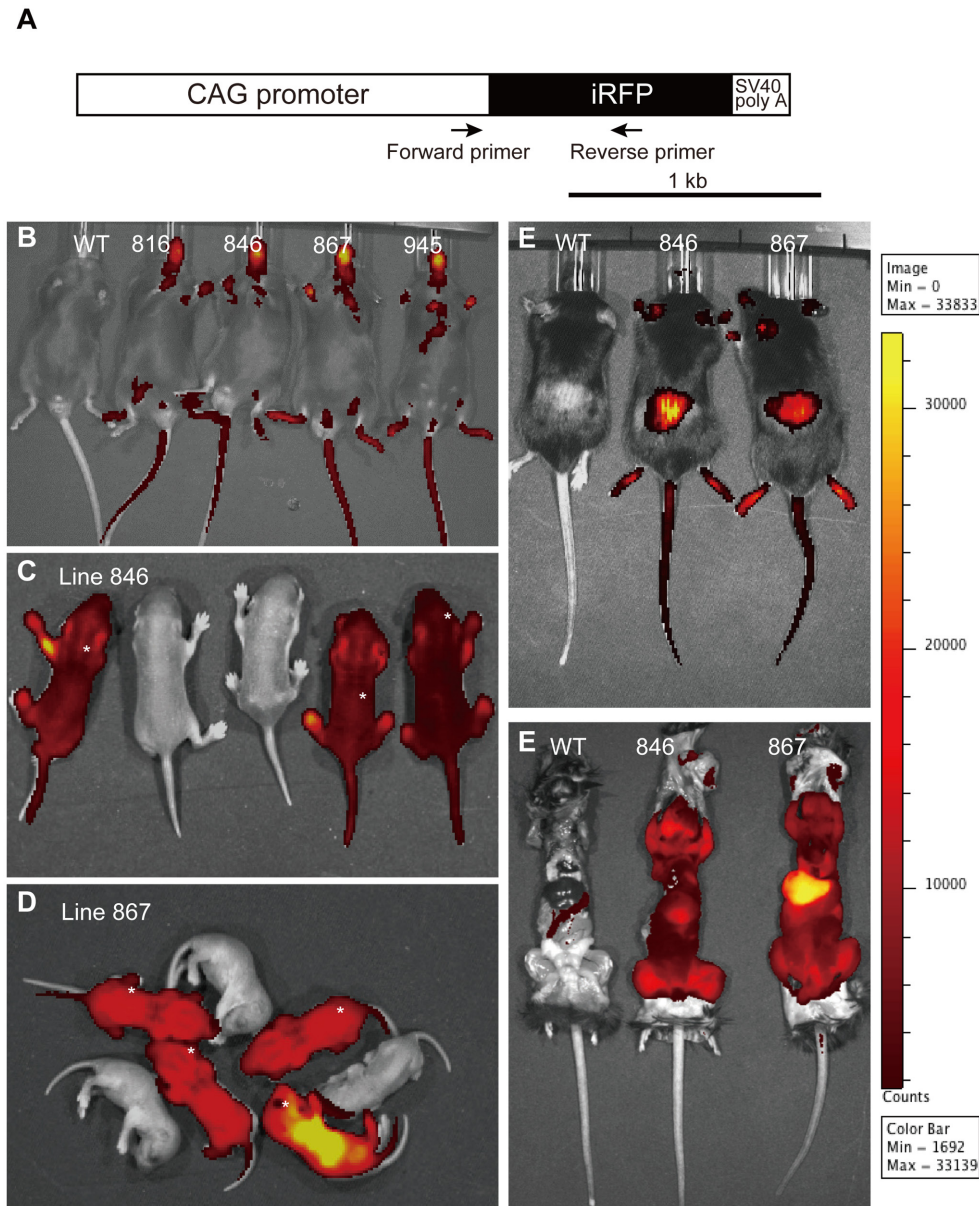 A
CAG promoter
iRFP
SV40
poly A
Forward primer
Reverse primer
1 kb
B
WT
816
846
867
945
E
WT
846
867
Image
Min = 0
Max = 33833
30000
20000
10000
Counts
Color Bar
Min = 1692
Max = 33139
C
Line 846
*
*
*
D
Line 867
*
*
*
*
E
WT
846
867